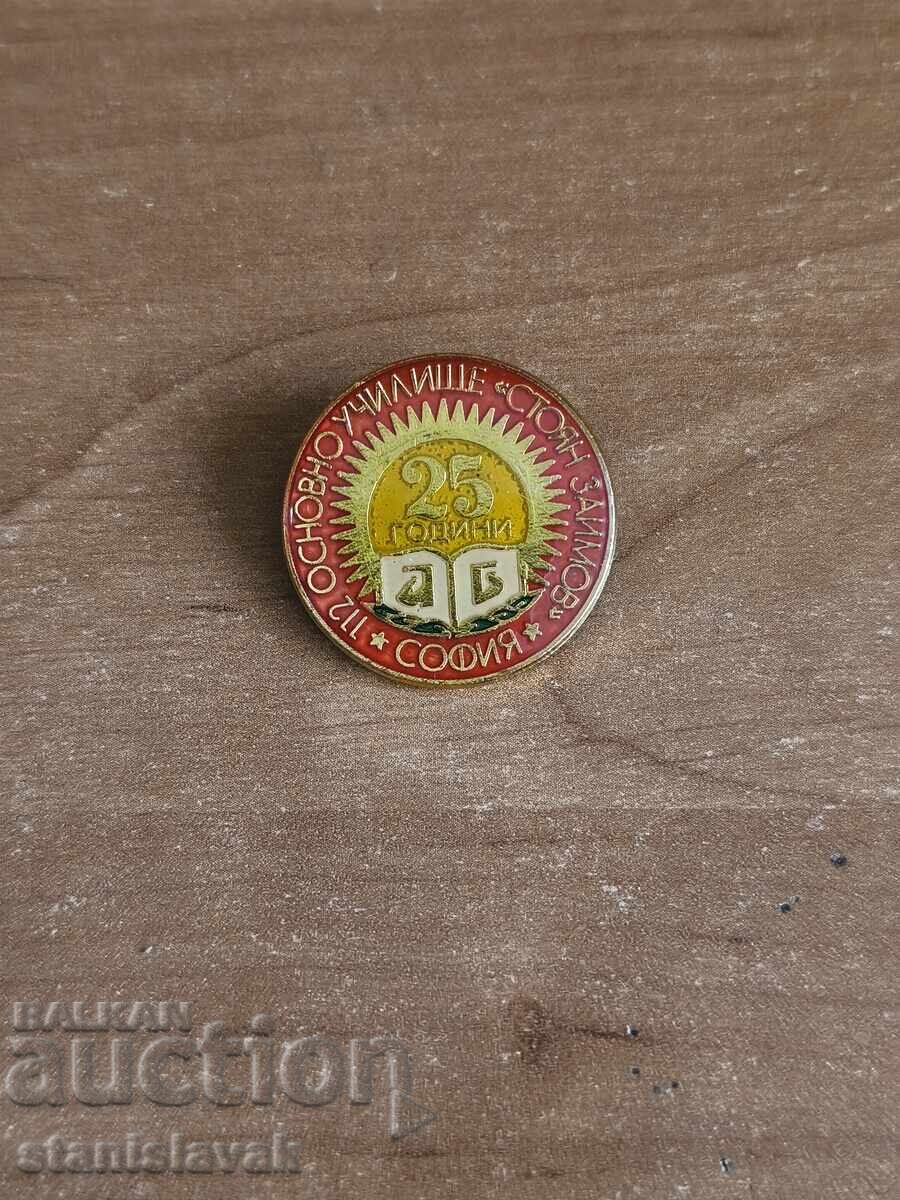 112 ОСНОВНО УЧИЛИЩЕ «СТОЯН ЗАИМОВ»
25
ГОДИНИ
А Б
★ СОФИЯ ★
BALKAN
auction
stanislavak